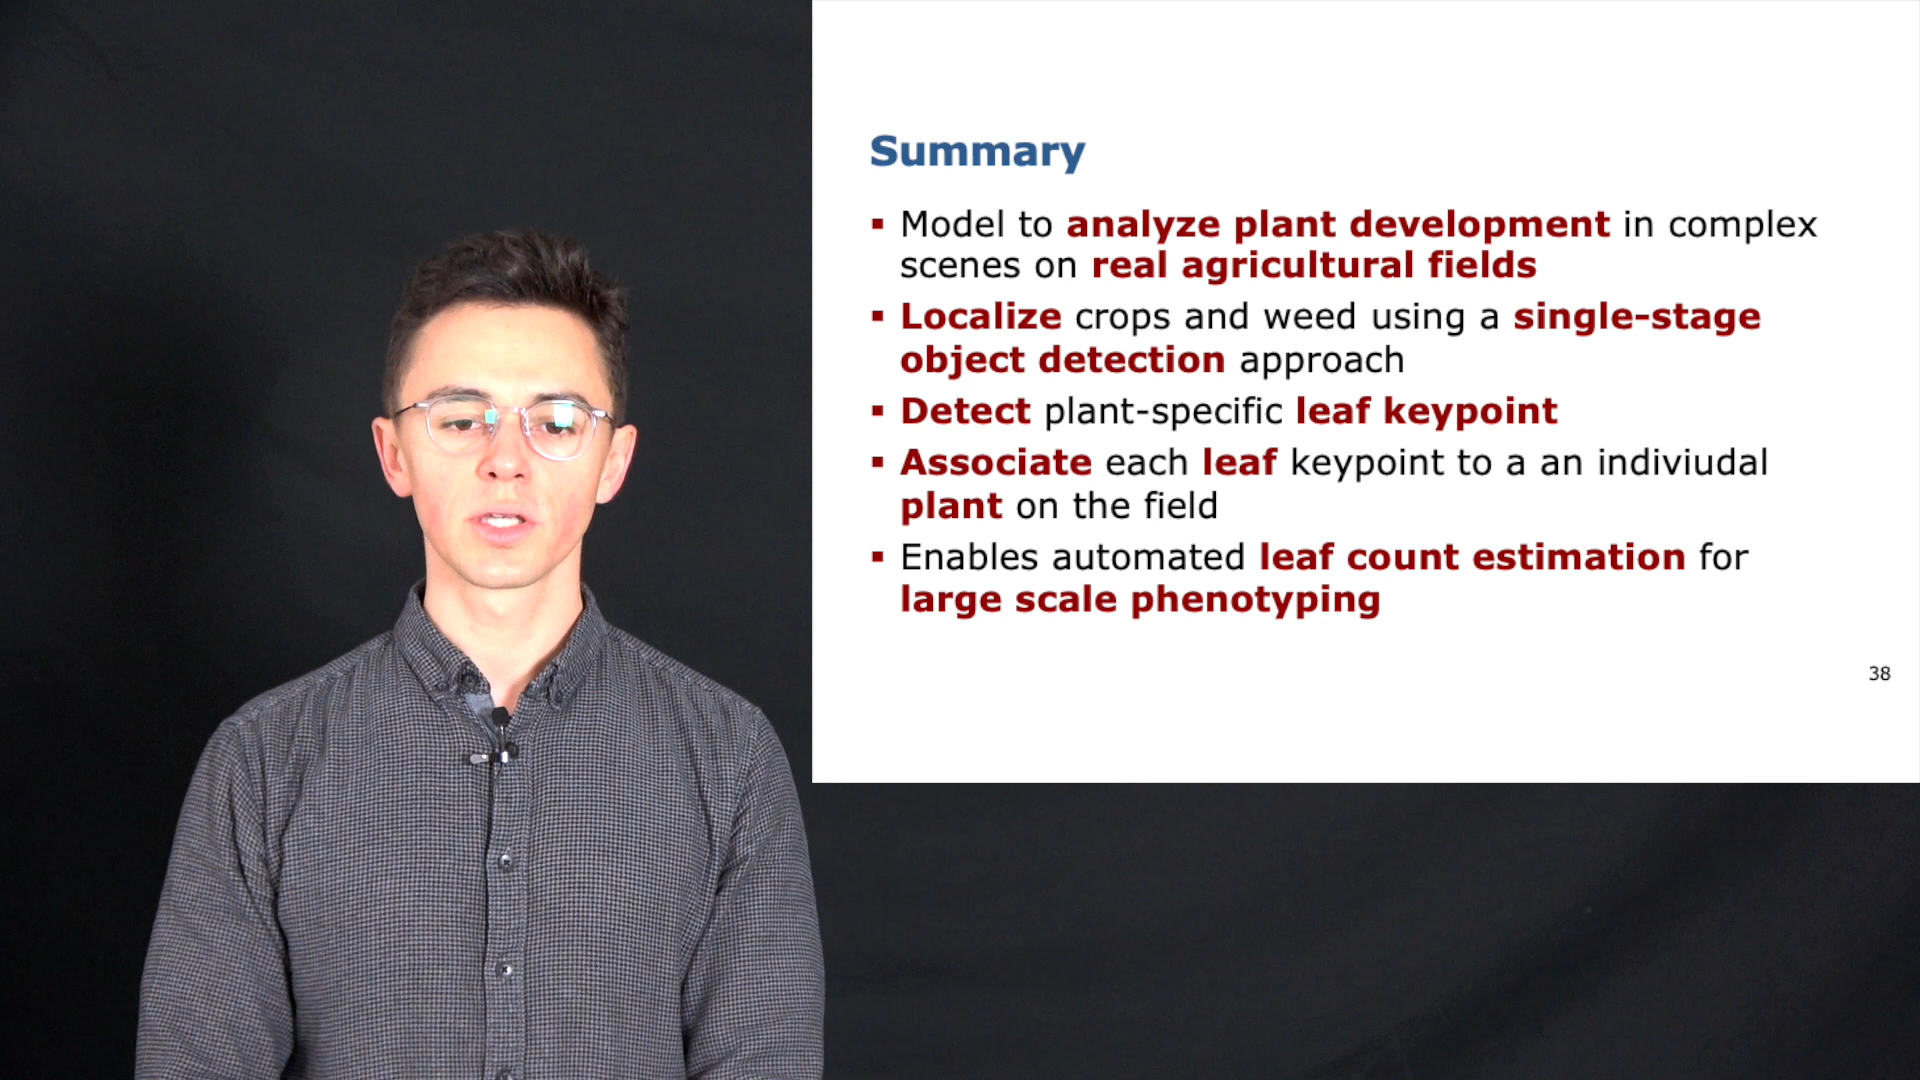 Summary
▪ Model to analyze plant development in complex
scenes on real agricultural fields
▪ Localize crops and weed using a single-stage
object detection approach
▪ Detect plant-specific leaf keypoint
▪ Associate each leaf keypoint to a an indiviudal
plant on the field
▪ Enables automated leaf count estimation for
large scale phenotyping
38